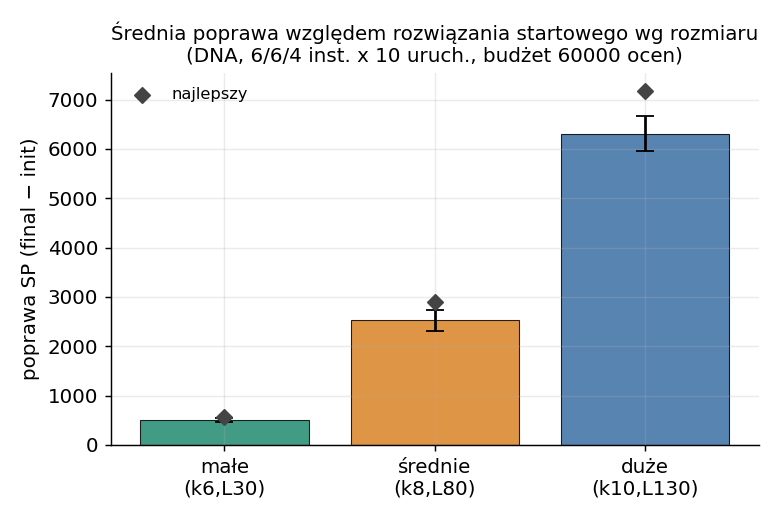 Średnia poprawa względem rozwiązania startowego wg rozmiaru
(DNA, 6/6/4 inst. x 10 uruch., budżet 60000 ocen)
najlepszy
poprawa SP (final − init)
7000
6000
5000
4000
3000
2000
1000
0
małe
(k6,L30)
średnie
(k8,L80)
duże
(k10,L130)